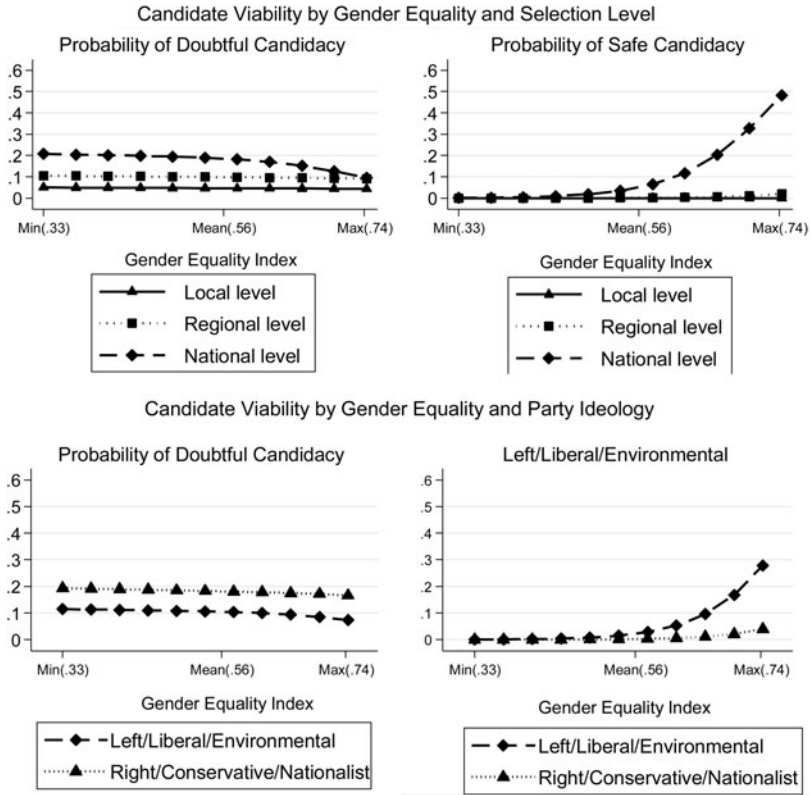 Candidate Viability by Gender Equality and Selection Level
Probability of Doubtful Candidacy
.6
.5
.4
.3
.2
.1
0
Min(.33)
Mean(.56)
Max(.74)
Gender Equality Index
Local level
Regional level
National level
Probability of Safe Candidacy
.6
.5
.4
.3
.2
.1
0
Min(.33)
Mean(.56)
Max(.74)
Gender Equality Index
Local level
Regional level
National level
Candidate Viability by Gender Equality and Party Ideology
Probability of Doubtful Candidacy
.6
.5
.4
.3
.2
.1
0
Min(.33)
Mean(.56)
Max(.74)
Gender Equality Index
Left/Liberal/Environmental
Right/Conservative/Nationalist
Left/Liberal/Environmental
.6
.5
.4
.3
.2
.1
0
Min(.33)
Mean(.56)
Max(.74)
Gender Equality Index
Left/Liberal/Environmental
Right/Conservative/Nationalist